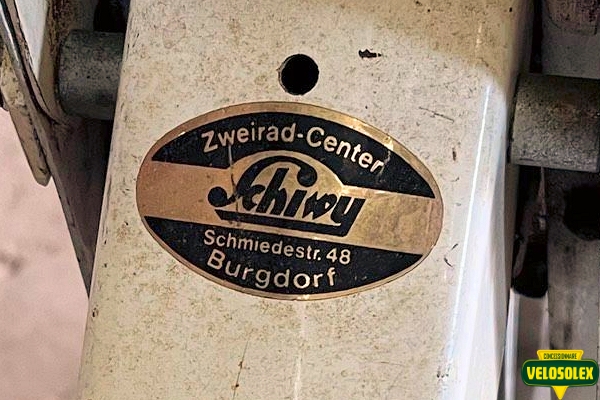 Zweirad-Center
Schiwy
Schmiedestr. 48
Burgdorf
CONCESSIONNAIRE
VELOSOLEX